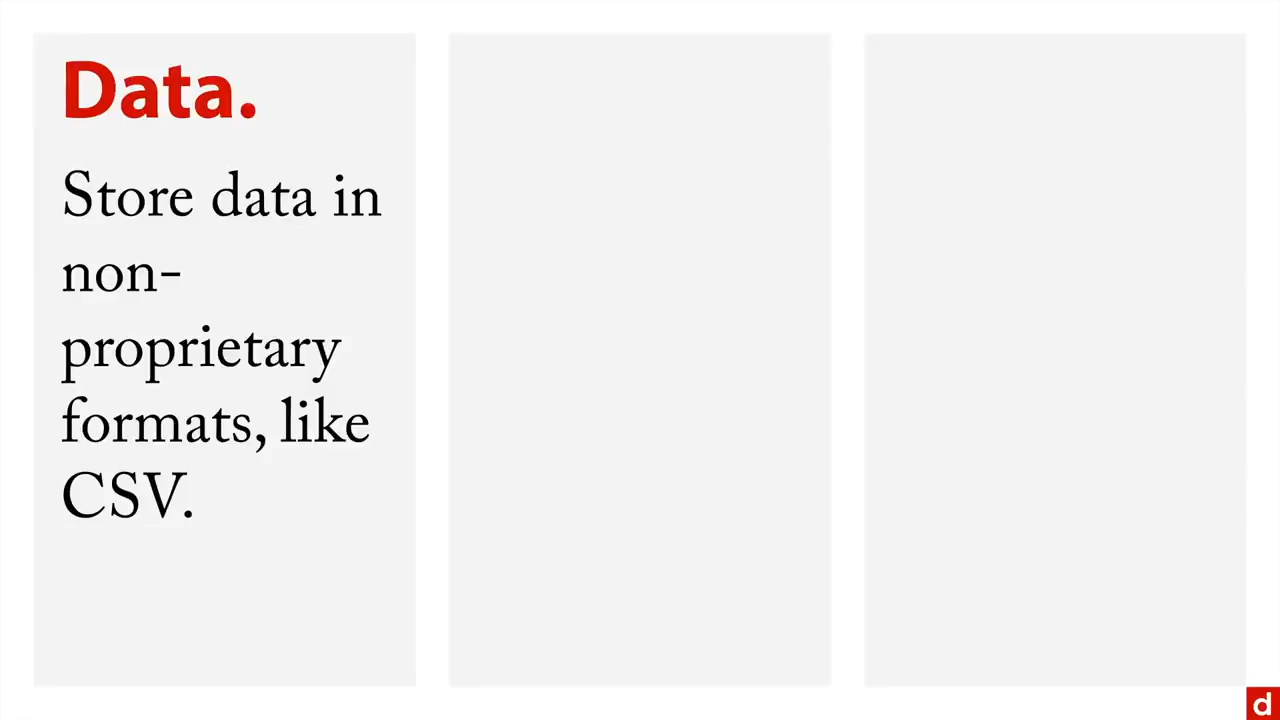 Data.
Store data in
non-
proprietary
formats, like
CSV.
d